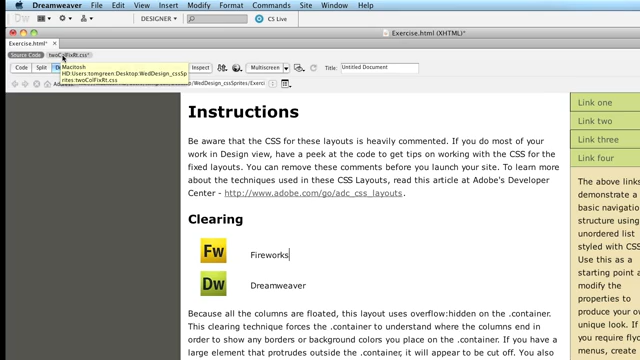 Dreamweaver File Edit View Insert Modify Format Commands Site Window Help
DESIGNER CS Live
Exercise.html (XHTML)*
Exercise.html*
Source Code twoColFixRt.css*
Macintosh
HD:Users:tomgreen:Desktop:WedDesign_cssSp
rites:twoColFixRt.css
Code Split Inspect Multiscreen Title: Untitled Document
Instructions
Be aware that the CSS for these layouts is heavily commented. If you do most of your
work in Design view, have a peek at the code to get tips on working with the CSS for the
fixed layouts. You can remove these comments before you launch your site. To learn more
about the techniques used in these CSS Layouts, read this article at Adobe's Developer
Center - http://www.adobe.com/go/adc_css_layouts.
Clearing
Fw Fireworks
Dw Dreamweaver
Because all the columns are floated, this layout uses overflow:hidden on the .container.
This clearing technique forces the .container to understand where the columns end in
order to show any borders or background colors you place on the .container. If you have a
large element that protrudes outside the .container, it will appear to be cut off. You also
Link one
Link two
Link three
Link four
The above links
demonstrate a
basic navigatio
structure using
unordered list
styled with CSS
Use this as a
starting point a
modify the
properties to
produce your o
unique look. If
you require flyo
menus, create